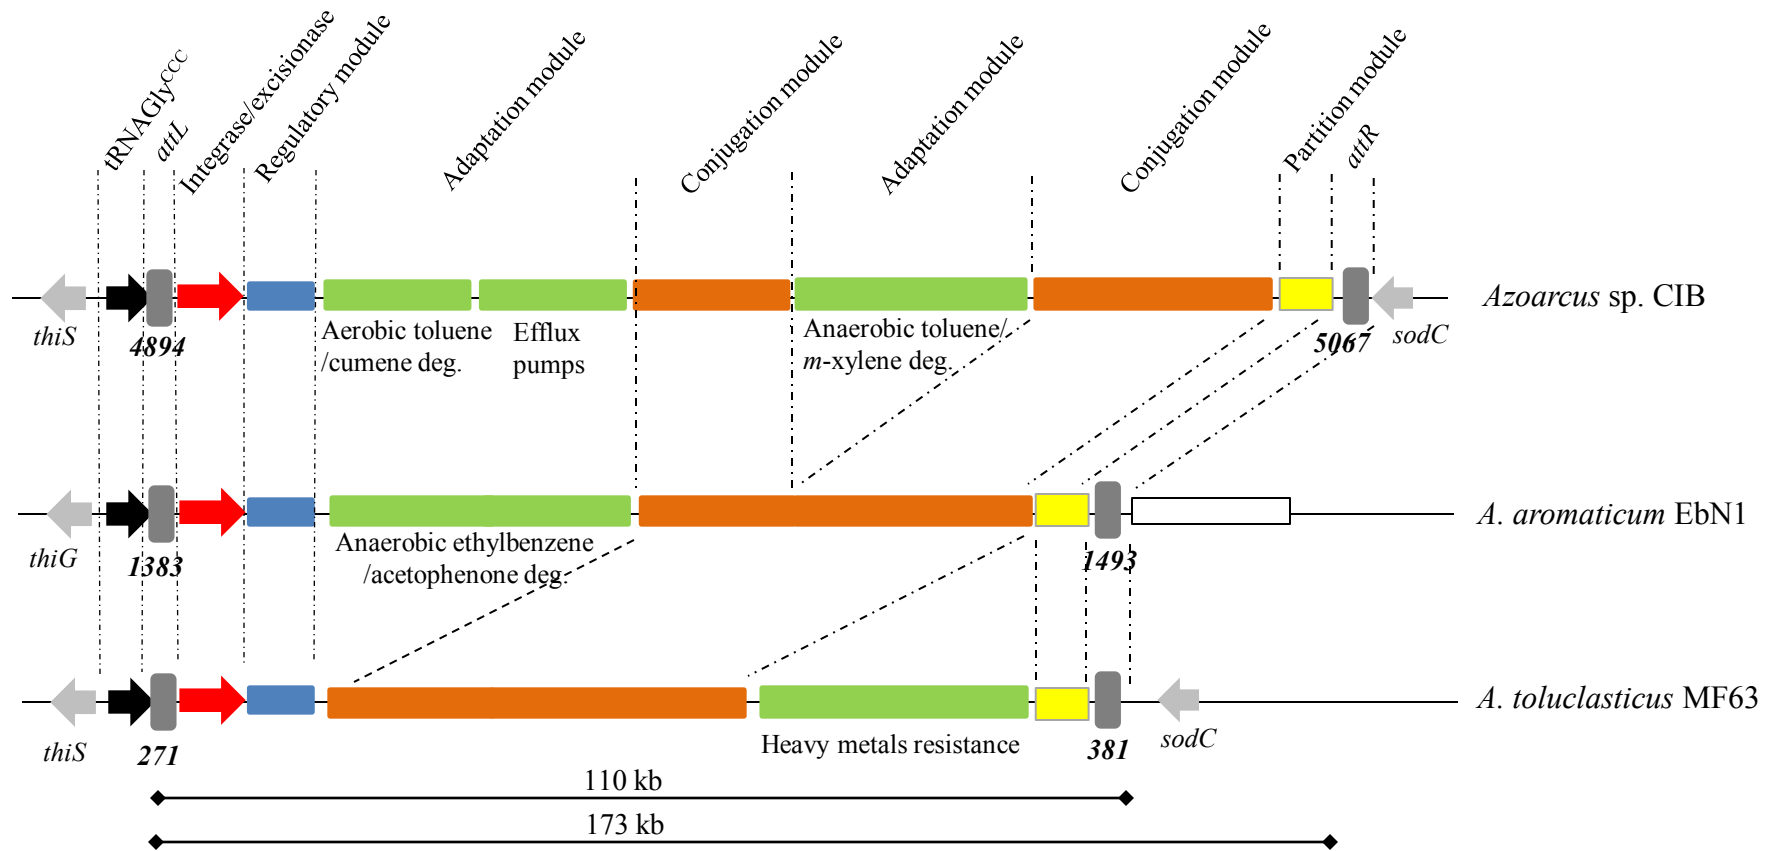 tRNAGlyCCC
attL
Integrase/excisionase
Regulatory module
Adaptation module
Conjugation module
Adaptation module
Conjugation module
Partition module
attR
Azoarcus sp. CIB
thiS
4894
Aerobic toluene
/cumene deg.
Efflux
pumps
Anaerobic toluene/
m-xylene deg.
5067
sodC
A. aromaticum EbN1
thiG
1383
Anaerobic ethylbenzene
/acetophenone deg.
1493
A. toluclasticus MF63
thiS
271
Heavy metals resistance
381
sodC
110 kb
173 kb